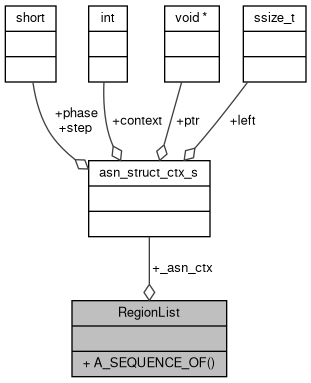 short
int
void *
ssize_t
+phase
+step
+context
+ptr
+left
asn_struct_ctx_s
+_asn_ctx
RegionList
+ A_SEQUENCE_OF()